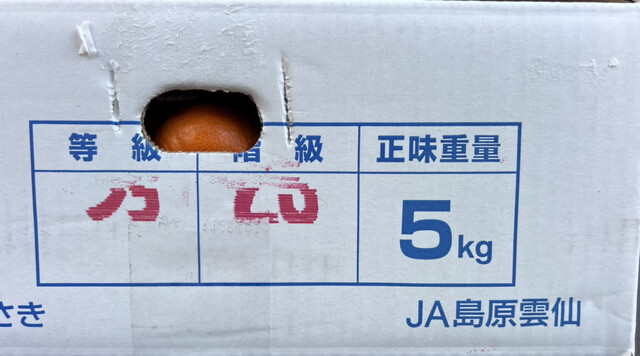 等級 階級 正味重量
5kg
さき JA島原雲仙